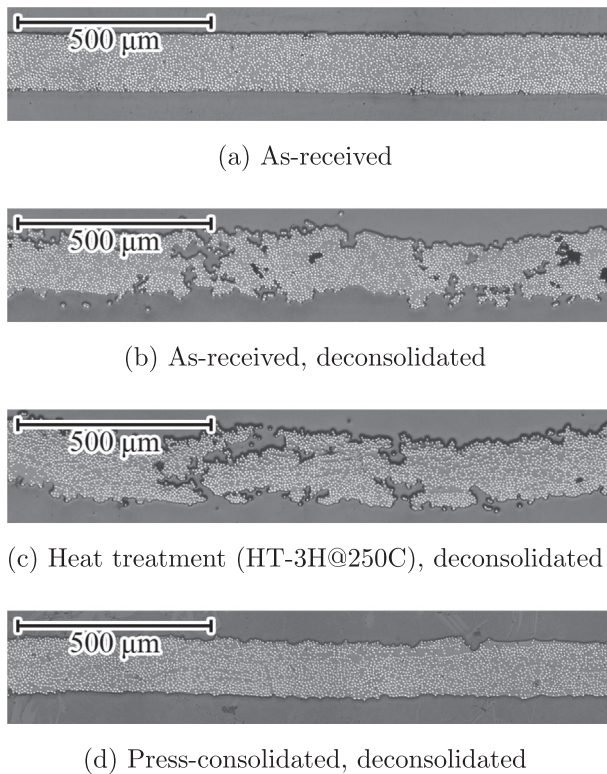 500 µm
(a) As-received
500 µm
(b) As-received, deconsolidated
500 µm
(c) Heat treatment (HT-3H@250C), deconsolidated
500 µm
(d) Press-consolidated, deconsolidated